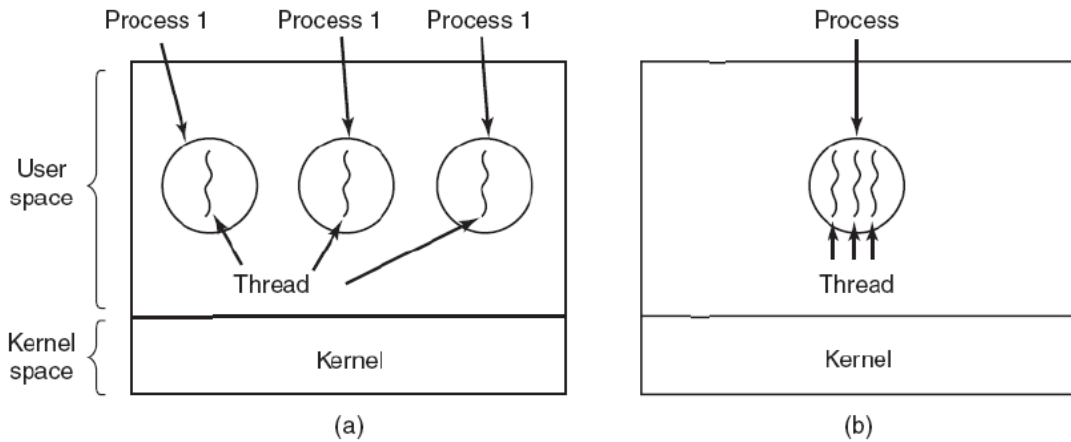 Process 1 Process 1 Process 1 Process
User
space
Thread
Thread
Kernel
space
Kernel
Kernel
(a)
(b)